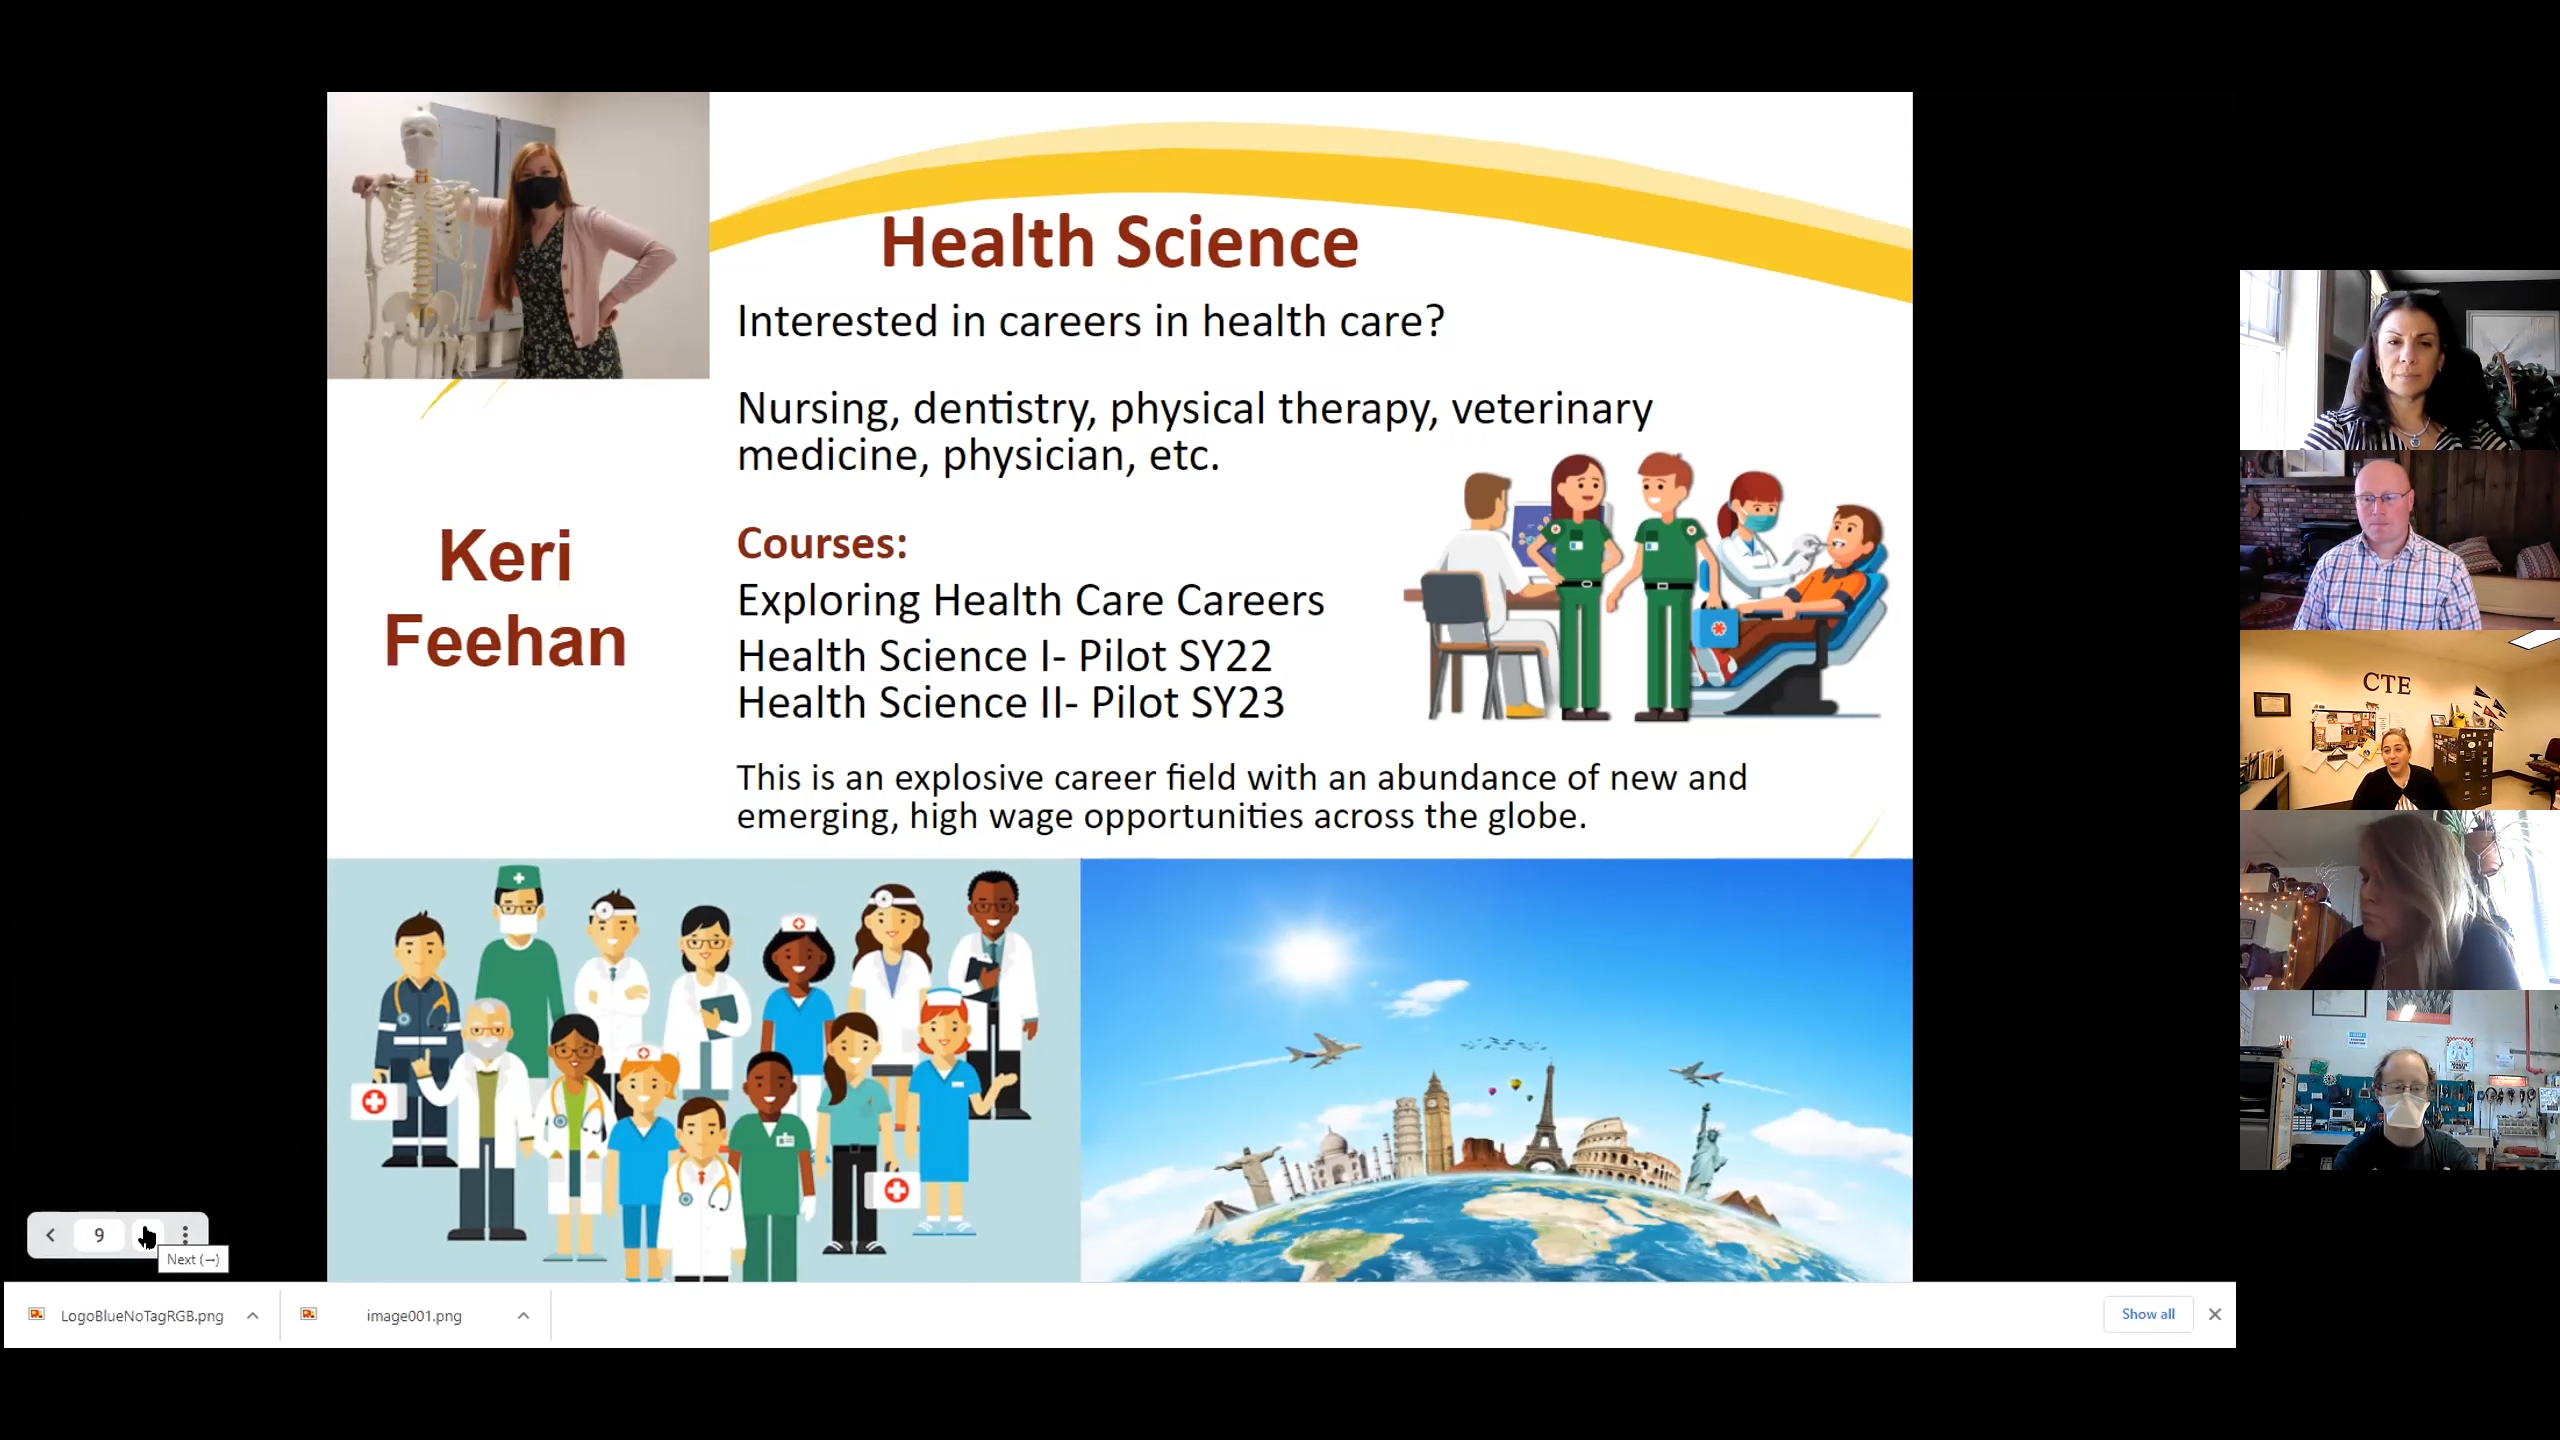 Health Science
Interested in careers in health care?
Nursing, dentistry, physical therapy, veterinary
medicine, physician, etc.
Keri
Feehan
Courses:
Exploring Health Care Careers
Health Science I- Pilot SY22
Health Science II- Pilot SY23
This is an explosive career field with an abundance of new and
emerging, high wage opportunities across the globe.
CTE
9
Next (→)
LogoBlueNoTagRGB.png
image001.png
Show all